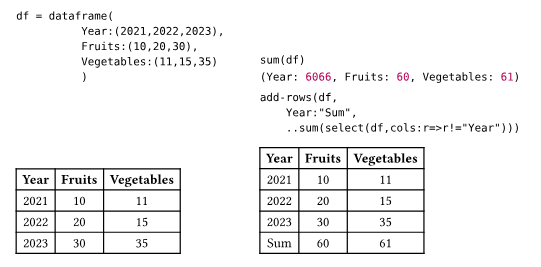 df = dataframe(
Year:(2021,2022,2023),
Fruits:(10,20,30),
Vegetables:(11,15,35)
)
Year Fruits Vegetables
2021 10 11
2022 20 15
2023 30 35
sum(df)
(Year: 6066, Fruits: 60, Vegetables: 61)
add-rows(df,
Year:"Sum",
..sum(select(df,cols:r=>r!="Year")))
Year Fruits Vegetables
2021 10 11
2022 20 15
2023 30 35
Sum 60 61